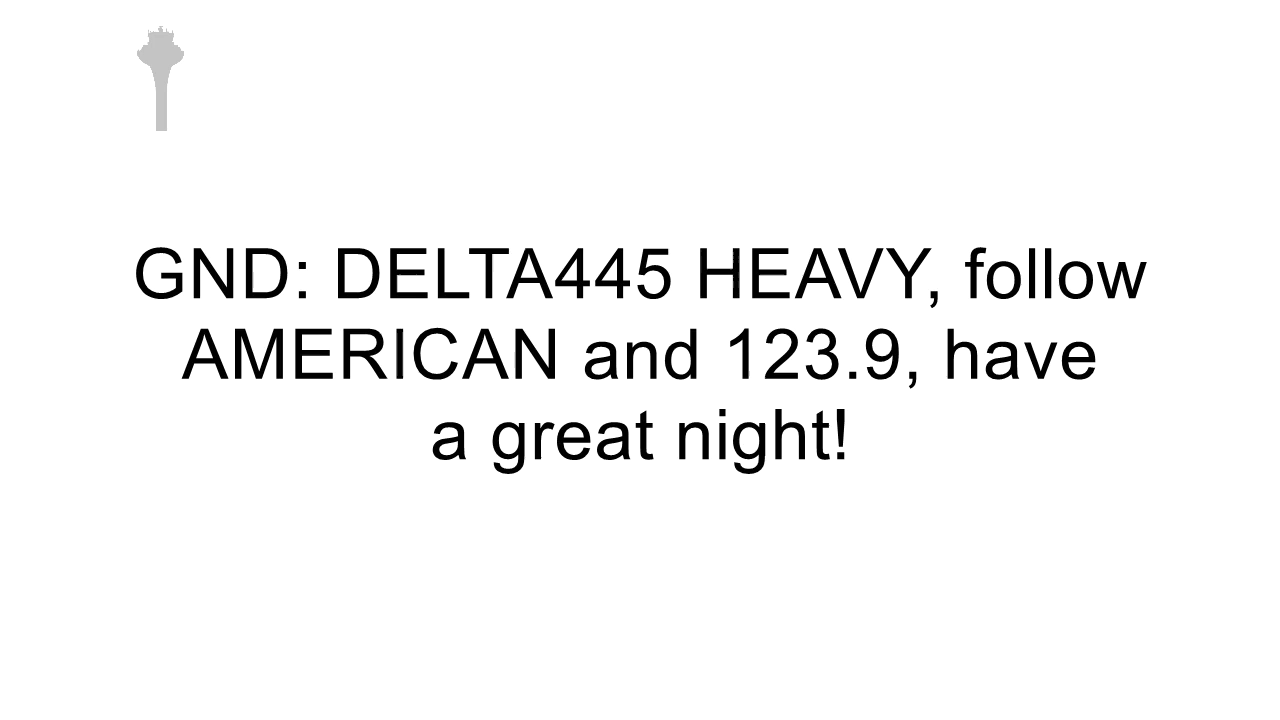 GND: DELTA445 HEAVY, follow
AMERICAN and 123.9, have
a great night!